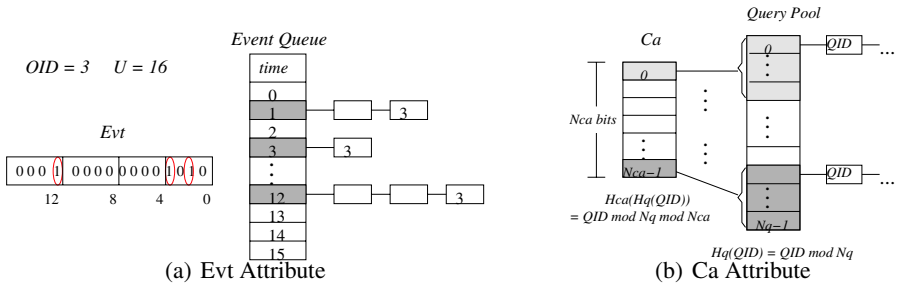 OID = 3 U = 16
Evt
0 0 0 1 0 0 0 0 0 0 0 0 1 0 1 0
12 8 4 0
Event Queue
time
0
1 3
2
3 3
12 3
13
14
15
(a) Evt Attribute
Ca
0
Nca bits
Nca−1
Hca(Hq(QID))
= QID mod Nq mod Nca
Query Pool
0 QID ...
QID ...
Nq−1
Hq(QID) = QID mod Nq
(b) Ca Attribute